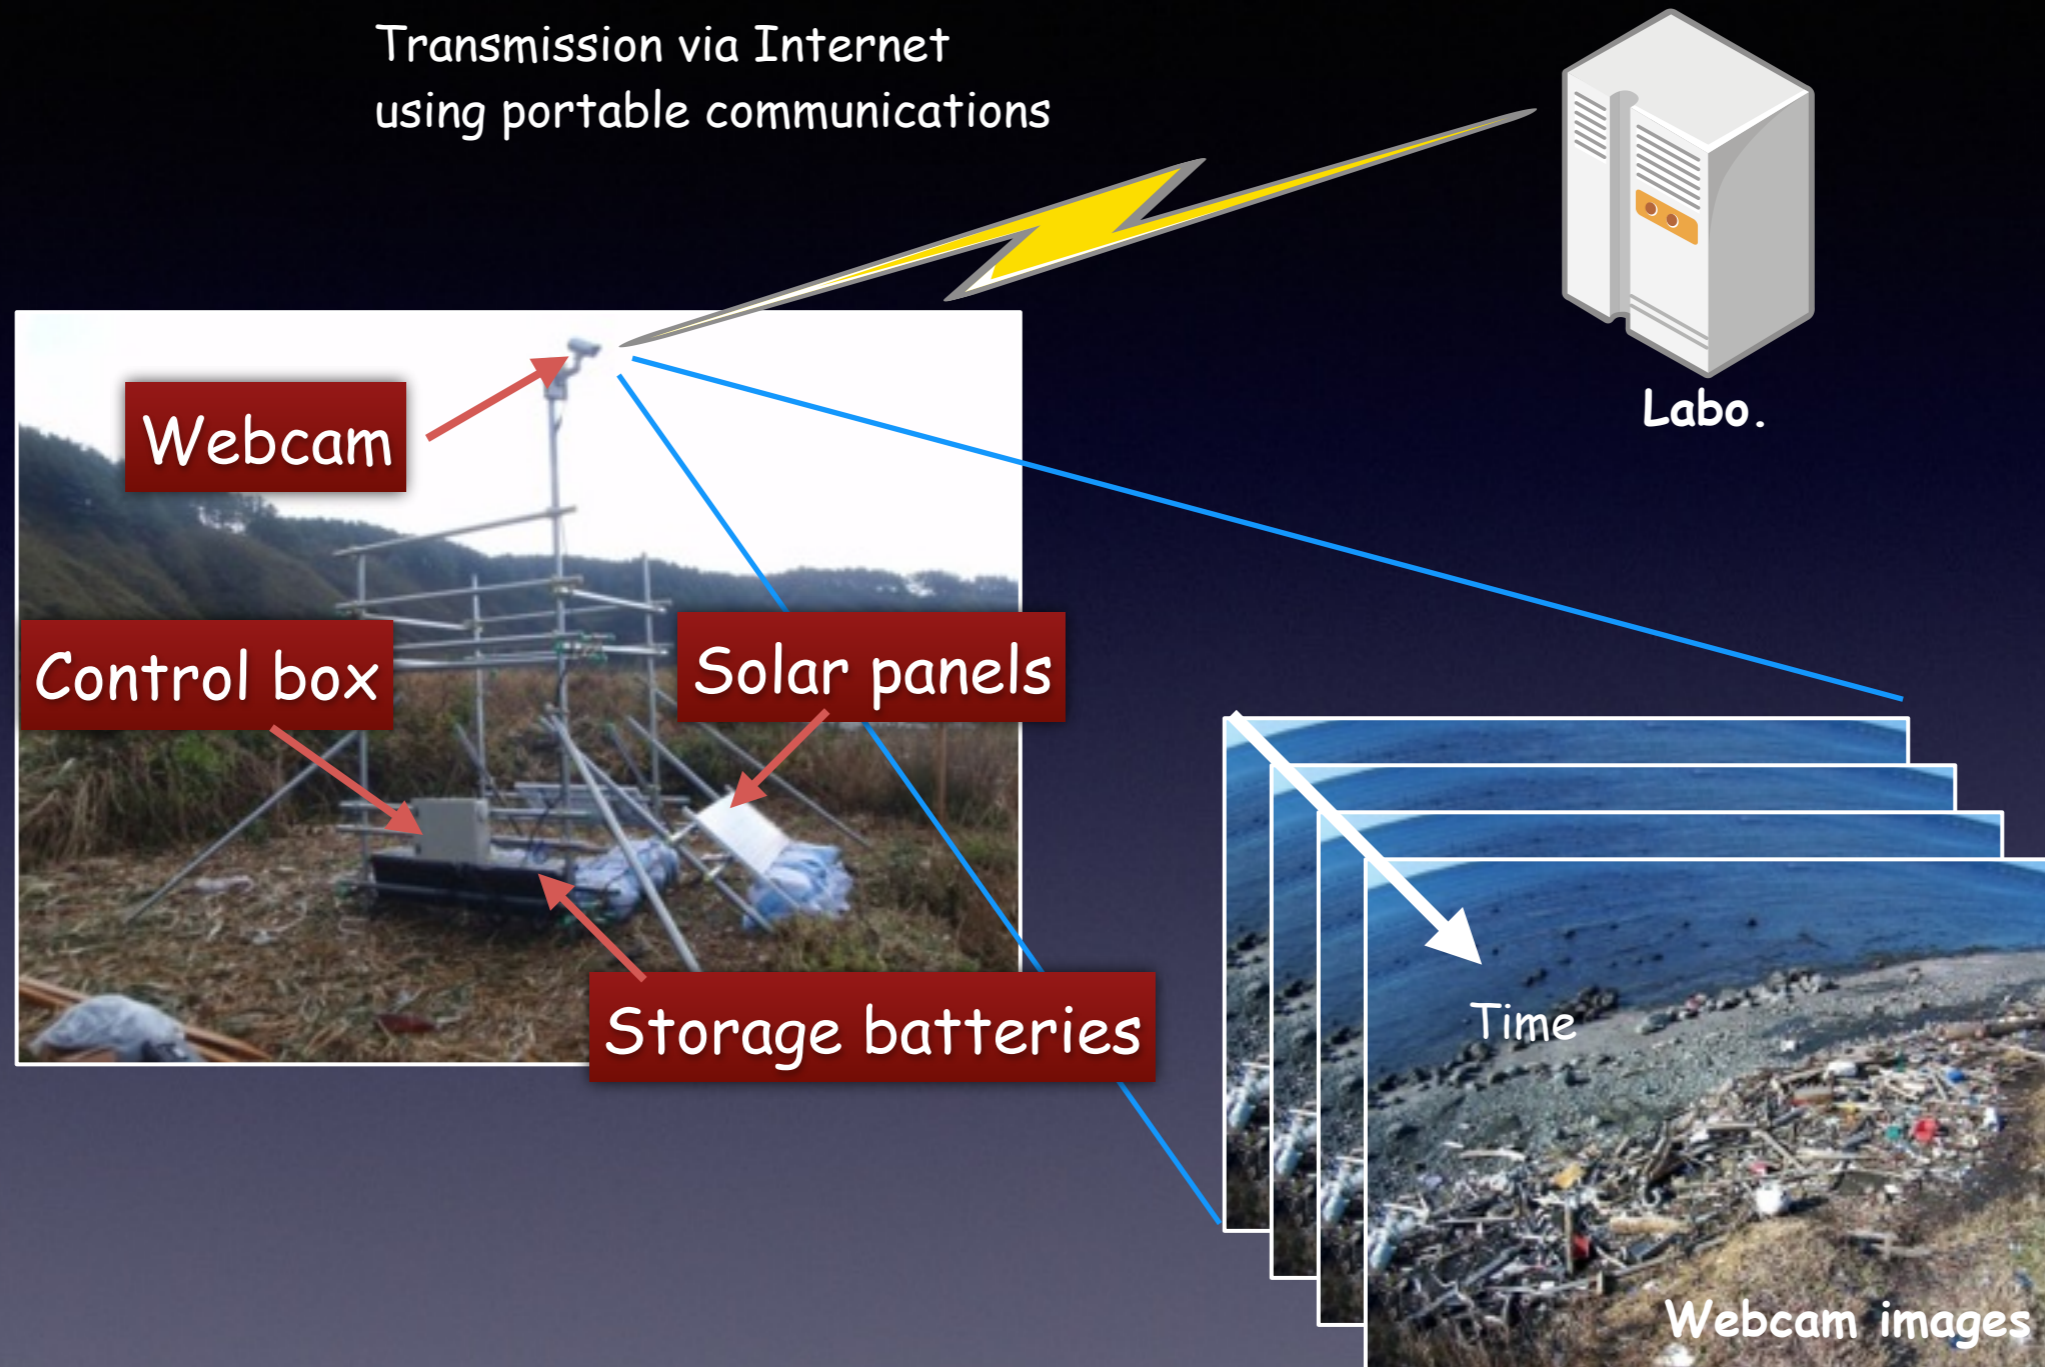 Transmission via Internet
using portable communications
Labo.
Webcam
Control box
Solar panels
Storage batteries
Time
Webcam images